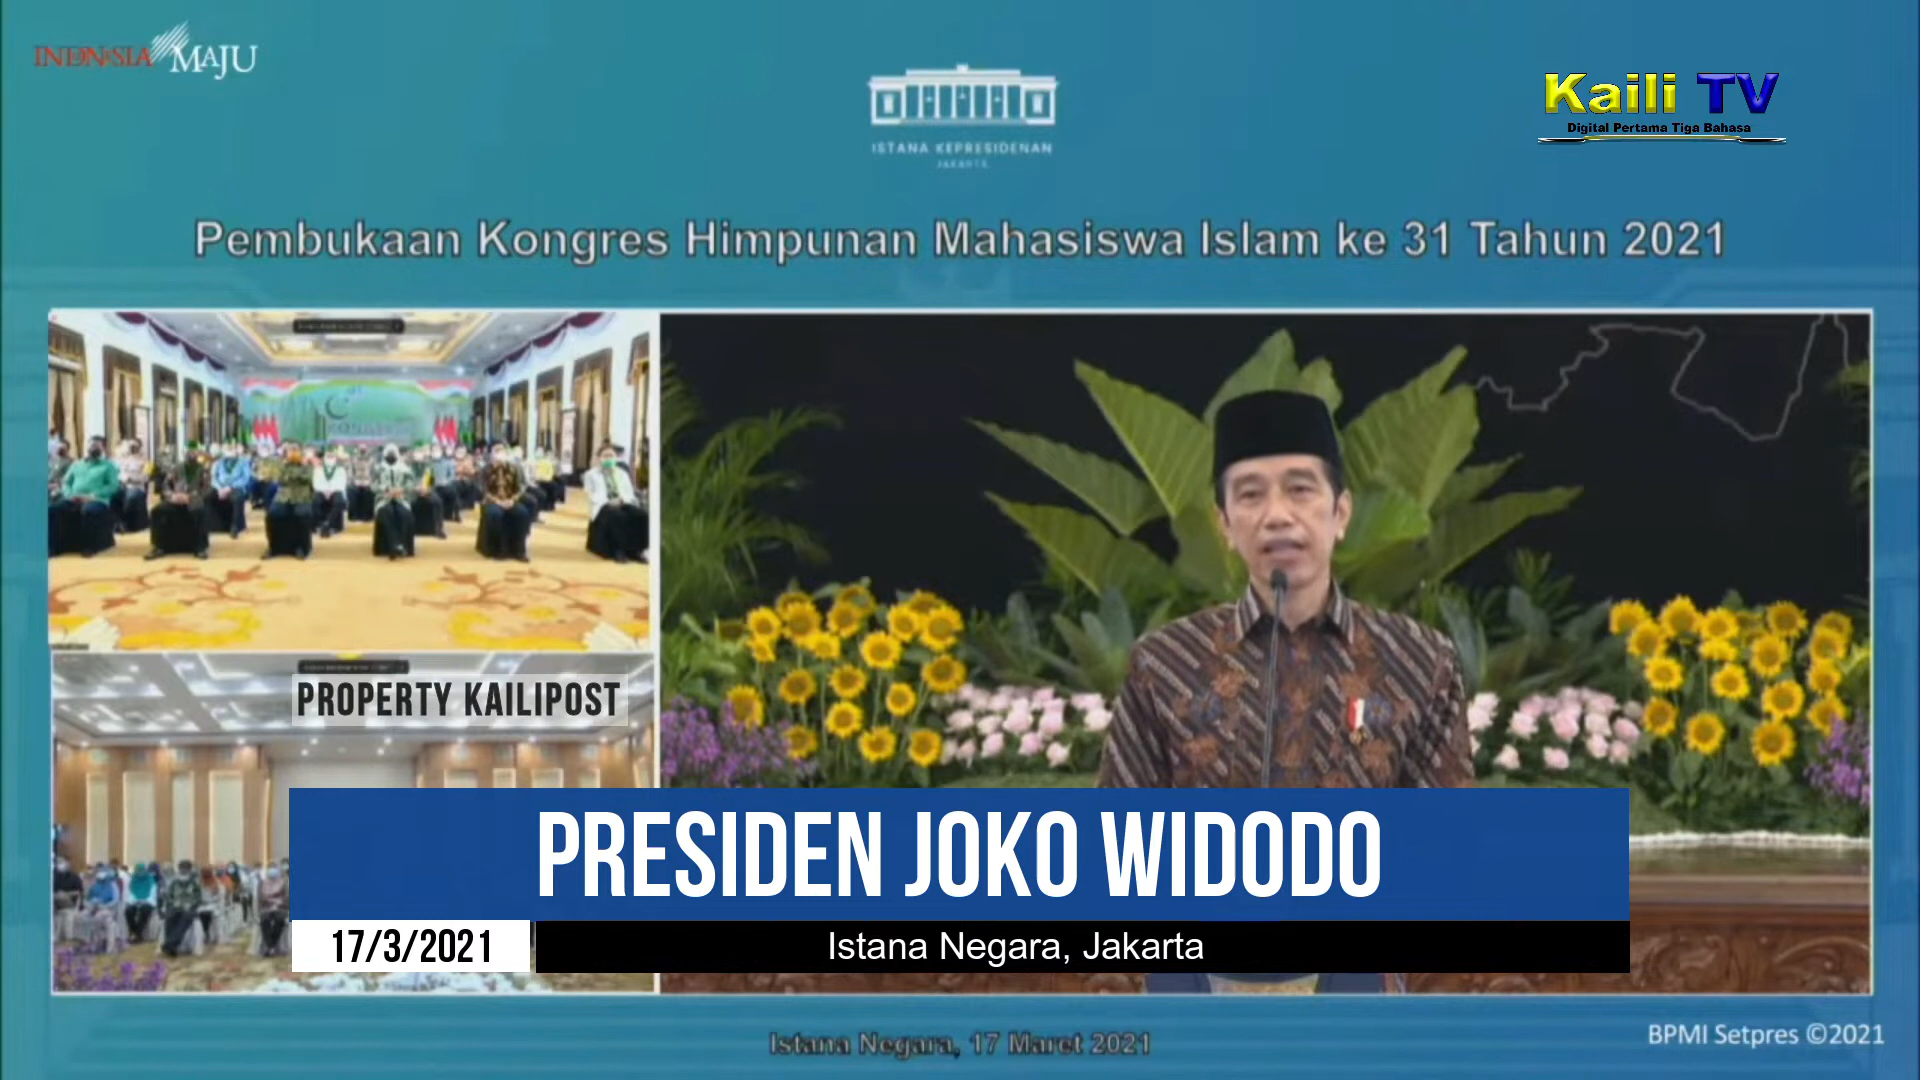 INDONESIA MAJU
Kaili TV
Digital Pertama Tiga Bahasa
ISTANA KEPRESIDENAN
JAKARTA
Pembukaan Kongres Himpunan Mahasiswa Islam ke 31 Tahun 2021
PROPERTY KAILIPOST
PRESIDEN JOKO WIDODO
17/3/2021
Istana Negara, Jakarta
Istana Negara, 17 Maret 2021
BPMI Setpres ©2021